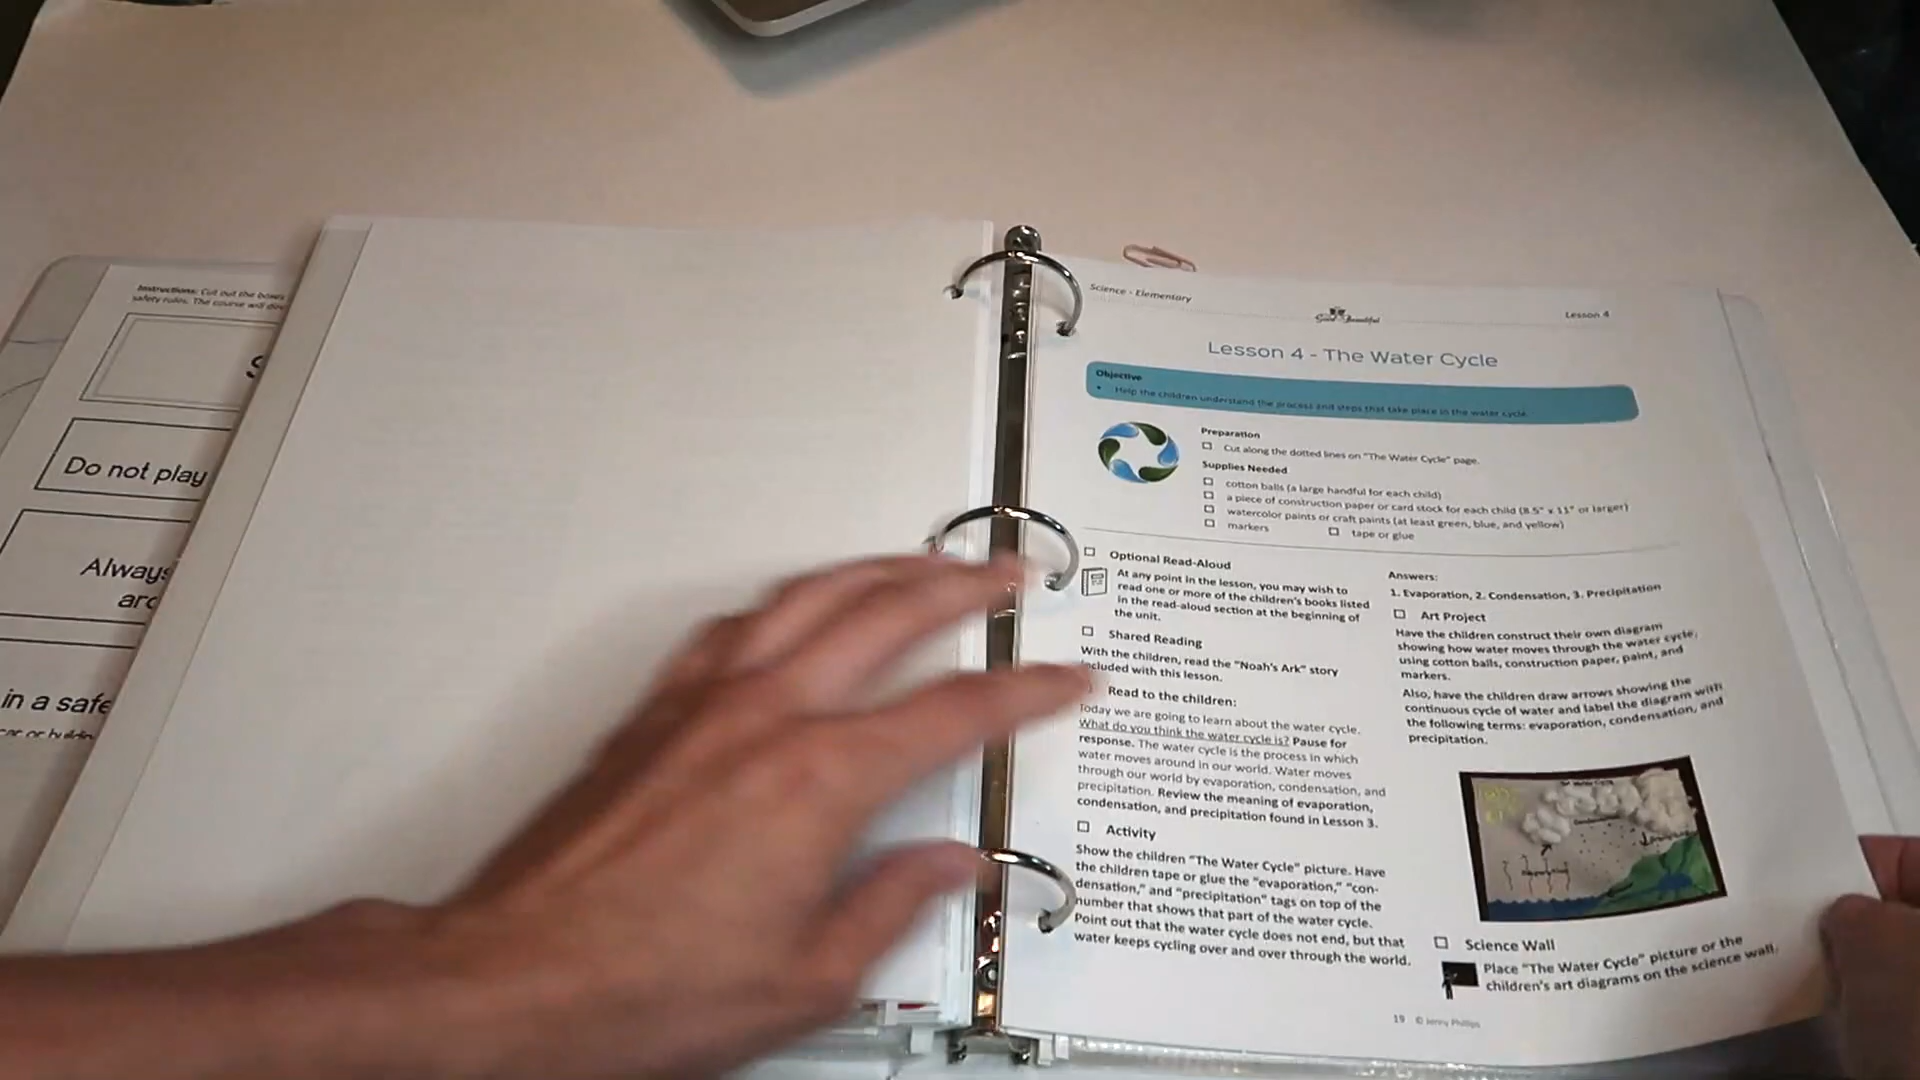 Instructions: Cut out the boxes
safety rules. The course will
Do not play
Always
in a safe
Science - Elementary
Lesson 4
Good Beautiful
Lesson 4 - The Water Cycle
Objective
• Help the children understand the process and steps that take place in the water cycle.
Preparation
Cut along the dotted lines on "The Water Cycle" page.
Supplies Needed
cotton balls (a large handful for each child)
a piece of construction paper or card stock for each child (8.5" x 11" or larger)
watercolor paints or craft paints (at least green, blue, and yellow)
markers
tape or glue
Optional Read-Aloud
At any point in the lesson, you may wish to
read one or more of the children's books listed
in the read-aloud section at the beginning of
the unit.
Shared Reading
With the children, read the "Noah's Ark" story
included with this lesson.
Read to the children:
Today we are going to learn about the water cycle.
What do you think the water cycle is? Pause for
response. The water cycle is the process in which
water moves around in our world. Water moves
through our world by evaporation, condensation, and
precipitation. Review the meaning of evaporation,
condensation, and precipitation found in Lesson 3.
Activity
Show the children "The Water Cycle" picture. Have
the children tape or glue the "evaporation," "con-
densation," and "precipitation" tags on top of the
number that shows that part of the water cycle.
Point out that the water cycle does not end, but that
water keeps cycling over and over through the world.
Answers:
1. Evaporation, 2. Condensation, 3. Precipitation
Art Project
Have the children construct their own diagram
showing how water moves through the water cycle,
using cotton balls, construction paper, paint, and
markers.
Also, have the children draw arrows showing the
continuous cycle of water and label the diagram with
the following terms: evaporation, condensation, and
precipitation.
Science Wall
Place "The Water Cycle" picture or the
children's art diagrams on the science wall.
19 © Jenny Phillips